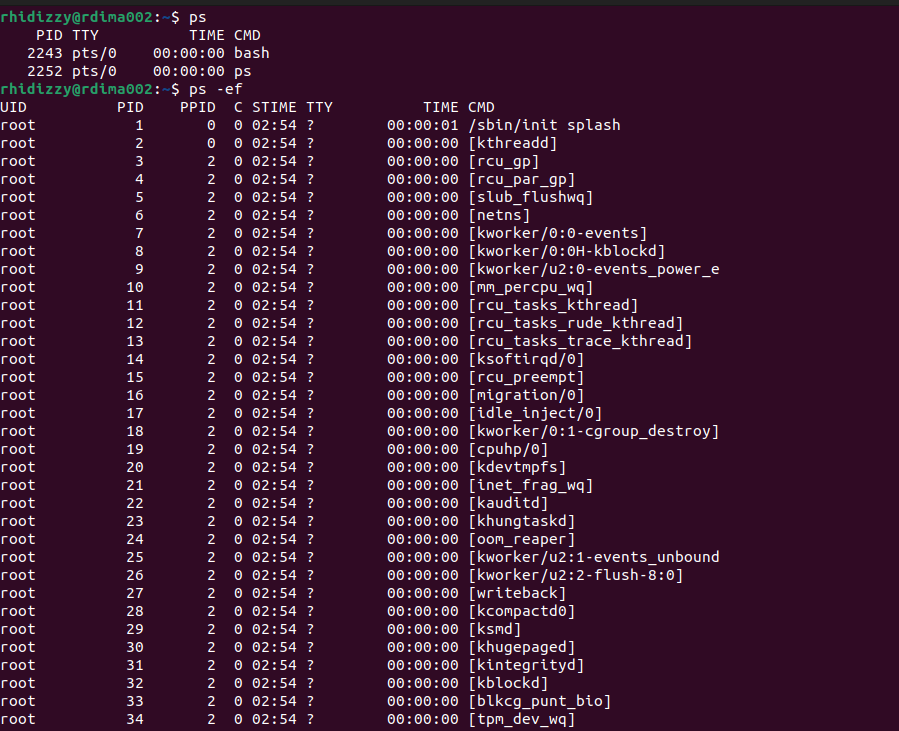 rhidizzy@rdima002:~$ ps
    PID TTY          TIME CMD
   2243 pts/0    00:00:00 bash
   2252 pts/0    00:00:00 ps
rhidizzy@rdima002:~$ ps -ef
UID          PID    PPID  C STIME TTY          TIME CMD
root           1       0  0 02:54 ?        00:00:01 /sbin/init splash
root           2       0  0 02:54 ?        00:00:00 [kthreadd]
root           3       2  0 02:54 ?        00:00:00 [rcu_gp]
root           4       2  0 02:54 ?        00:00:00 [rcu_par_gp]
root           5       2  0 02:54 ?        00:00:00 [slub_flushwq]
root           6       2  0 02:54 ?        00:00:00 [netns]
root           7       2  0 02:54 ?        00:00:00 [kworker/0:0-events]
root           8       2  0 02:54 ?        00:00:00 [kworker/0:0H-kblockd]
root           9       2  0 02:54 ?        00:00:00 [kworker/u2:0-events_power_e
root          10       2  0 02:54 ?        00:00:00 [mm_percpu_wq]
root          11       2  0 02:54 ?        00:00:00 [rcu_tasks_kthread]
root          12       2  0 02:54 ?        00:00:00 [rcu_tasks_rude_kthread]
root          13       2  0 02:54 ?        00:00:00 [rcu_tasks_trace_kthread]
root          14       2  0 02:54 ?        00:00:00 [ksoftirqd/0]
root          15       2  0 02:54 ?        00:00:00 [rcu_preempt]
root          16       2  0 02:54 ?        00:00:00 [migration/0]
root          17       2  0 02:54 ?        00:00:00 [idle_inject/0]
root          18       2  0 02:54 ?        00:00:00 [kworker/0:1-cgroup_destroy]
root          19       2  0 02:54 ?        00:00:00 [cpuhp/0]
root          20       2  0 02:54 ?        00:00:00 [kdevtmpfs]
root          21       2  0 02:54 ?        00:00:00 [inet_frag_wq]
root          22       2  0 02:54 ?        00:00:00 [kauditd]
root          23       2  0 02:54 ?        00:00:00 [khungtaskd]
root          24       2  0 02:54 ?        00:00:00 [oom_reaper]
root          25       2  0 02:54 ?        00:00:00 [kworker/u2:1-events_unbound
root          26       2  0 02:54 ?        00:00:00 [kworker/u2:2-flush-8:0]
root          27       2  0 02:54 ?        00:00:00 [writeback]
root          28       2  0 02:54 ?        00:00:00 [kcompactd0]
root          29       2  0 02:54 ?        00:00:00 [ksmd]
root          30       2  0 02:54 ?        00:00:00 [khugepaged]
root          31       2  0 02:54 ?        00:00:00 [kintegrityd]
root          32       2  0 02:54 ?        00:00:00 [kblockd]
root          33       2  0 02:54 ?        00:00:00 [blkcg_punt_bio]
root          34       2  0 02:54 ?        00:00:00 [tpm_dev_wq]